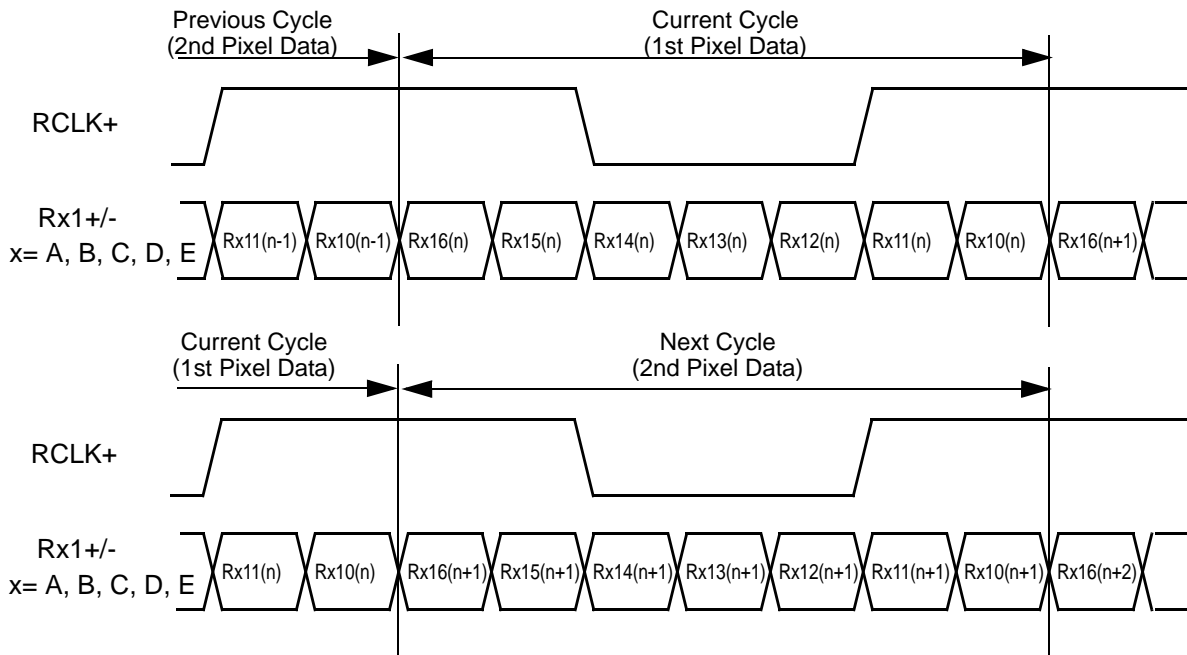 Previous Cycle
(2nd Pixel Data)
Current Cycle
(1st Pixel Data)
RCLK+
Rx1+/-
x= A, B, C, D, E
Rx11(n-1) Rx10(n-1) Rx16(n) Rx15(n) Rx14(n) Rx13(n) Rx12(n) Rx11(n) Rx10(n) Rx16(n+1)
Current Cycle
(1st Pixel Data)
Next Cycle
(2nd Pixel Data)
RCLK+
Rx1+/-
x= A, B, C, D, E
Rx11(n) Rx10(n) Rx16(n+1) Rx15(n+1) Rx14(n+1) Rx13(n+1) Rx12(n+1) Rx11(n+1) Rx10(n+1) Rx16(n+2)